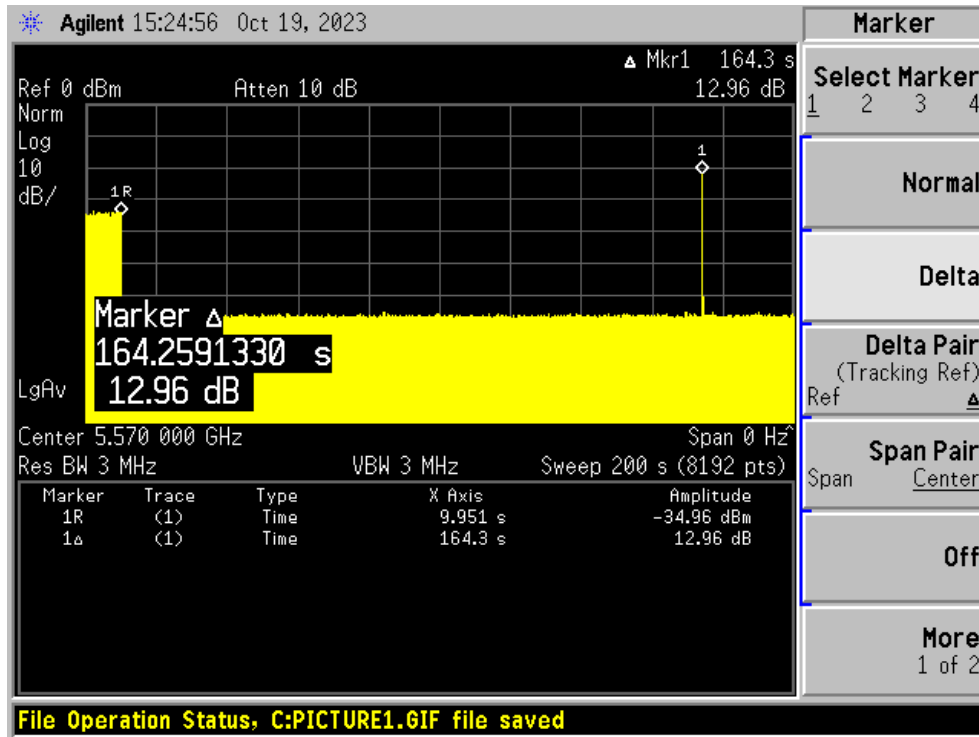 Agilent 15:24:56 Oct 19, 2023
Δ Mkr1 164.3 s
Ref 0 dBm Atten 10 dB 12.96 dB
Norm
Log
10
dB/
1R
1
Marker Δ
164.2591330 s
12.96 dB
LgAv
Center 5.570 000 GHz Span 0 Hz^
Res BW 3 MHz VBW 3 MHz Sweep 200 s (8192 pts)
Marker Trace Type X Axis Amplitude
1R (1) Time 9.951 s -34.96 dBm
1Δ (1) Time 164.3 s 12.96 dB
File Operation Status, C:PICTURE1.GIF file saved
Marker
Select Marker
1 2 3 4
Normal
Delta
Delta Pair
(Tracking Ref)
Ref Δ
Span Pair
Span Center
Off
More
1 of 2